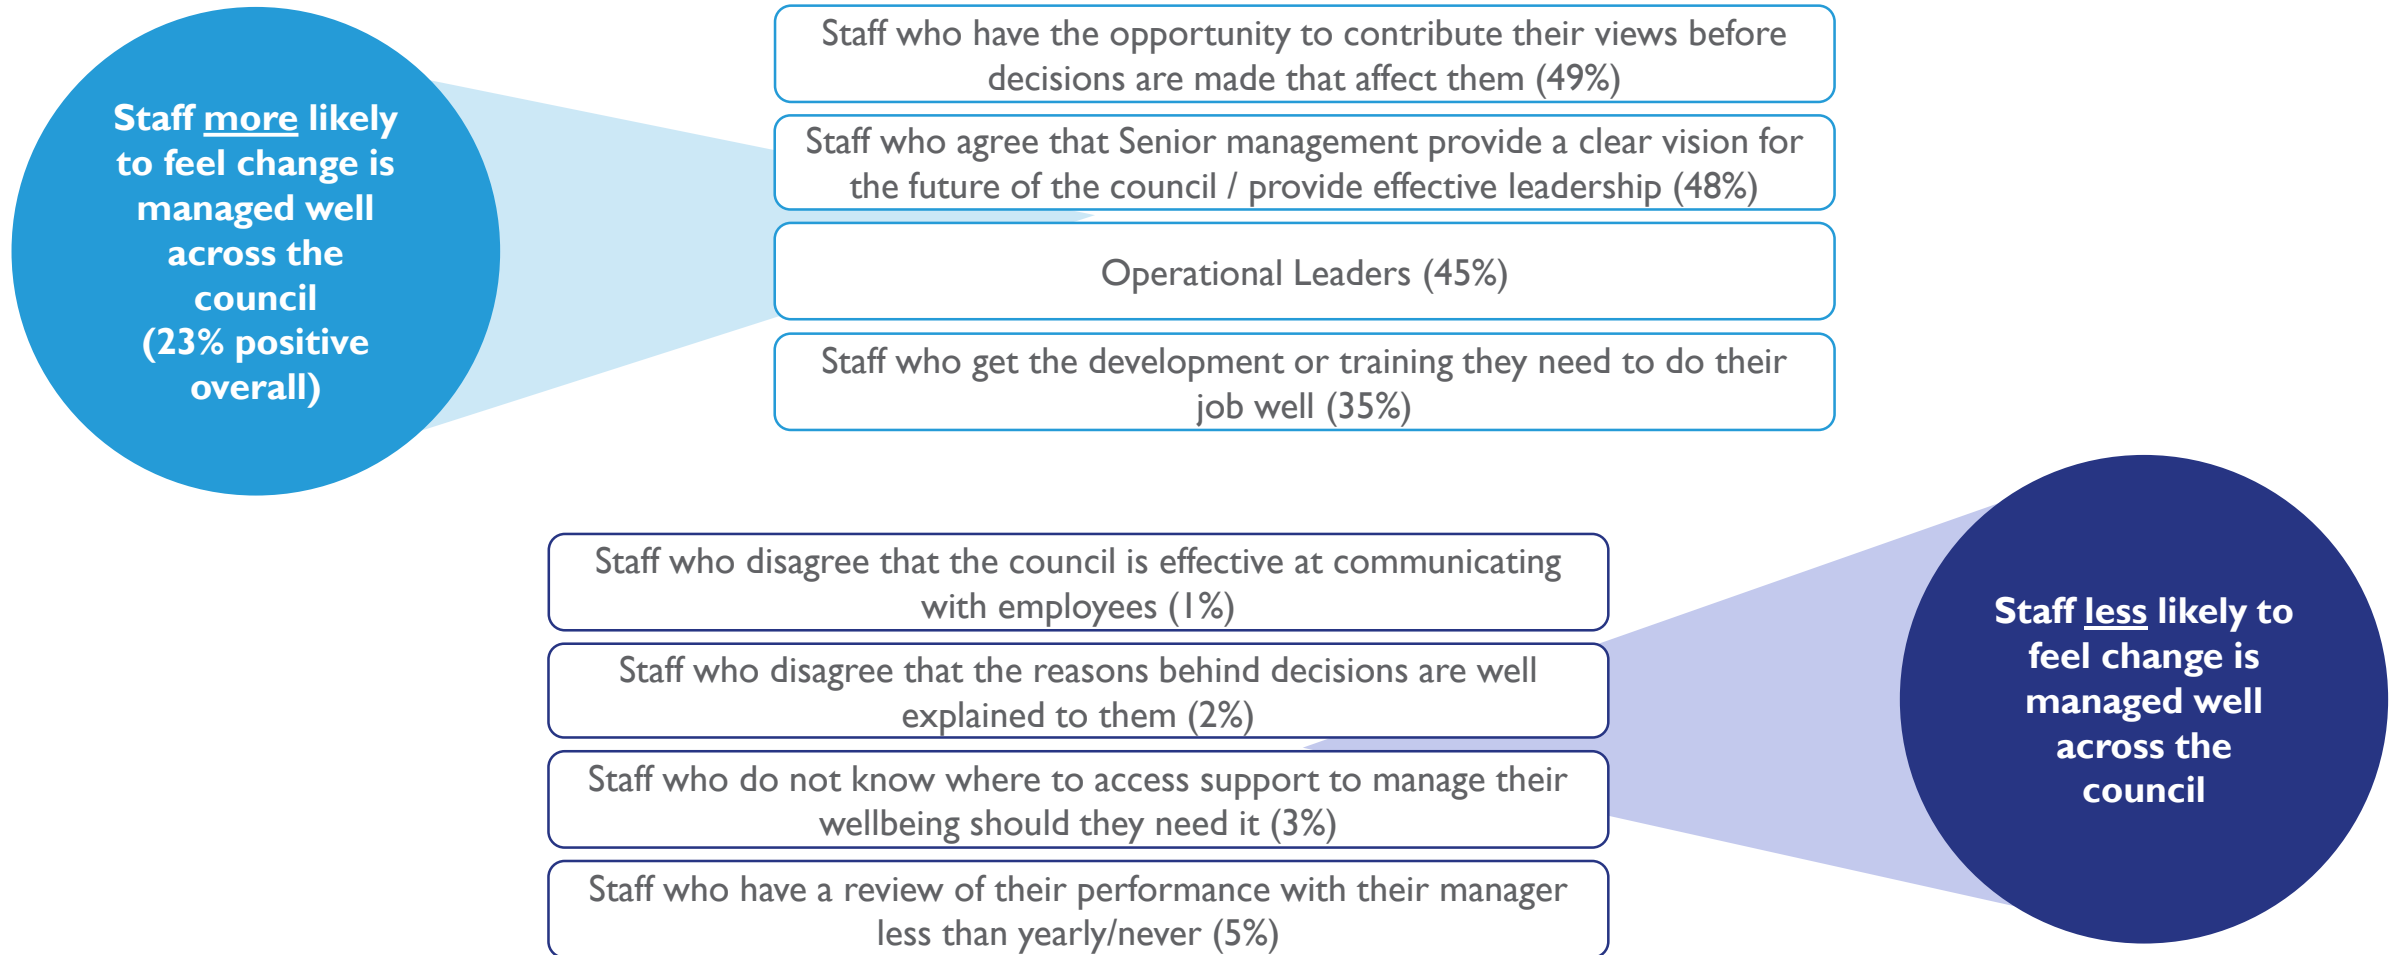 Staff more likely
to feel change is
managed well
across the
council
(23% positive
overall)
Staff who have the opportunity to contribute their views before
decisions are made that affect them (49%)
Staff who agree that Senior management provide a clear vision for
the future of the council / provide effective leadership (48%)
Operational Leaders (45%)
Staff who get the development or training they need to do their
job well (35%)
Staff who disagree that the council is effective at communicating
with employees (1%)
Staff who disagree that the reasons behind decisions are well
explained to them (2%)
Staff who do not know where to access support to manage their
wellbeing should they need it (3%)
Staff who have a review of their performance with their manager
less than yearly/never (5%)
Staff less likely to
feel change is
managed well
across the
council